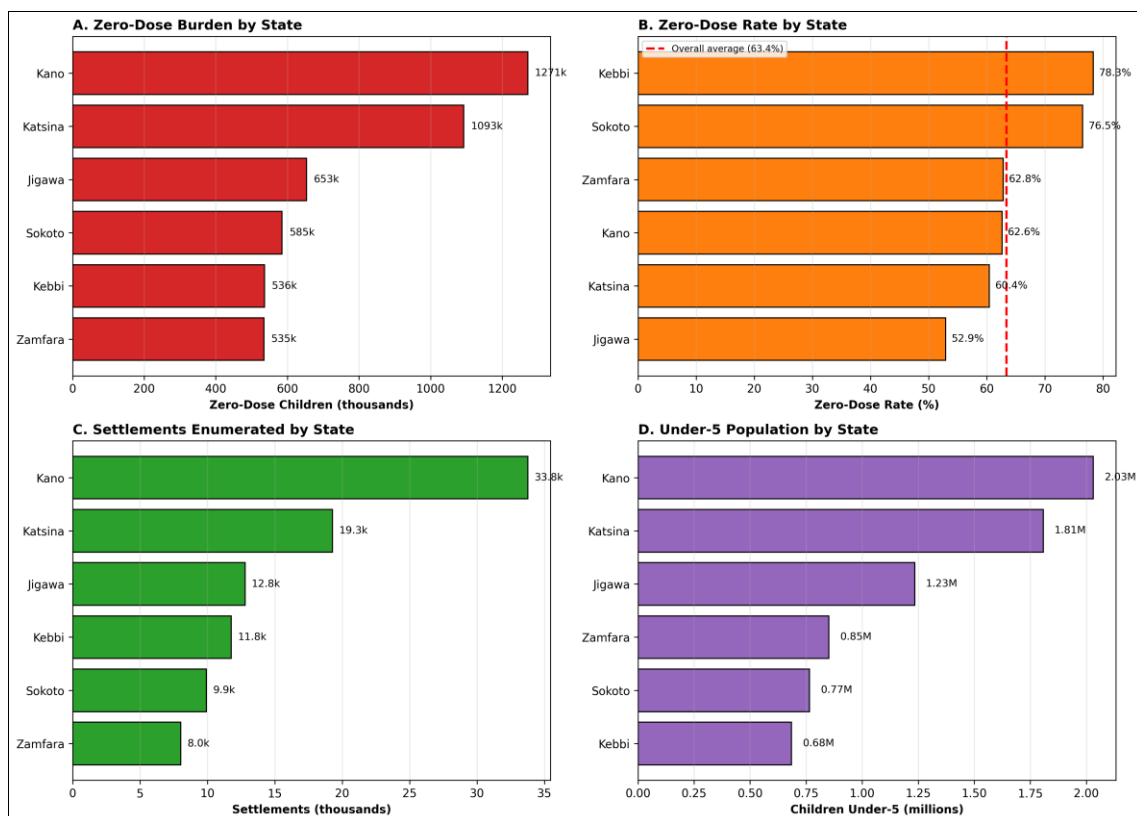 A. Zero-Dose Burden by State
Kano 1271k
Katsina 1093k
Jigawa 653k
Sokoto 585k
Kebbi 536k
Zamfara 535k
0 200 400 600 800 1000 1200
Zero-Dose Children (thousands)
B. Zero-Dose Rate by State
Overall average (63.4%)
Kebbi 78.3%
Sokoto 76.5%
Zamfara 62.8%
Kano 62.6%
Katsina 60.4%
Jigawa 52.9%
0 10 20 30 40 50 60 70 80
Zero-Dose Rate (%)
C. Settlements Enumerated by State
Kano 33.8k
Katsina 19.3k
Jigawa 12.8k
Kebbi 11.8k
Sokoto 9.9k
Zamfara 8.0k
0 5 10 15 20 25 30 35
Settlements (thousands)
D. Under-5 Population by State
Kano 2.03M
Katsina 1.81M
Jigawa 1.23M
Zamfara 0.85M
Sokoto 0.77M
Kebbi 0.68M
0.00 0.25 0.50 0.75 1.00 1.25 1.50 1.75 2.00
Children Under-5 (millions)